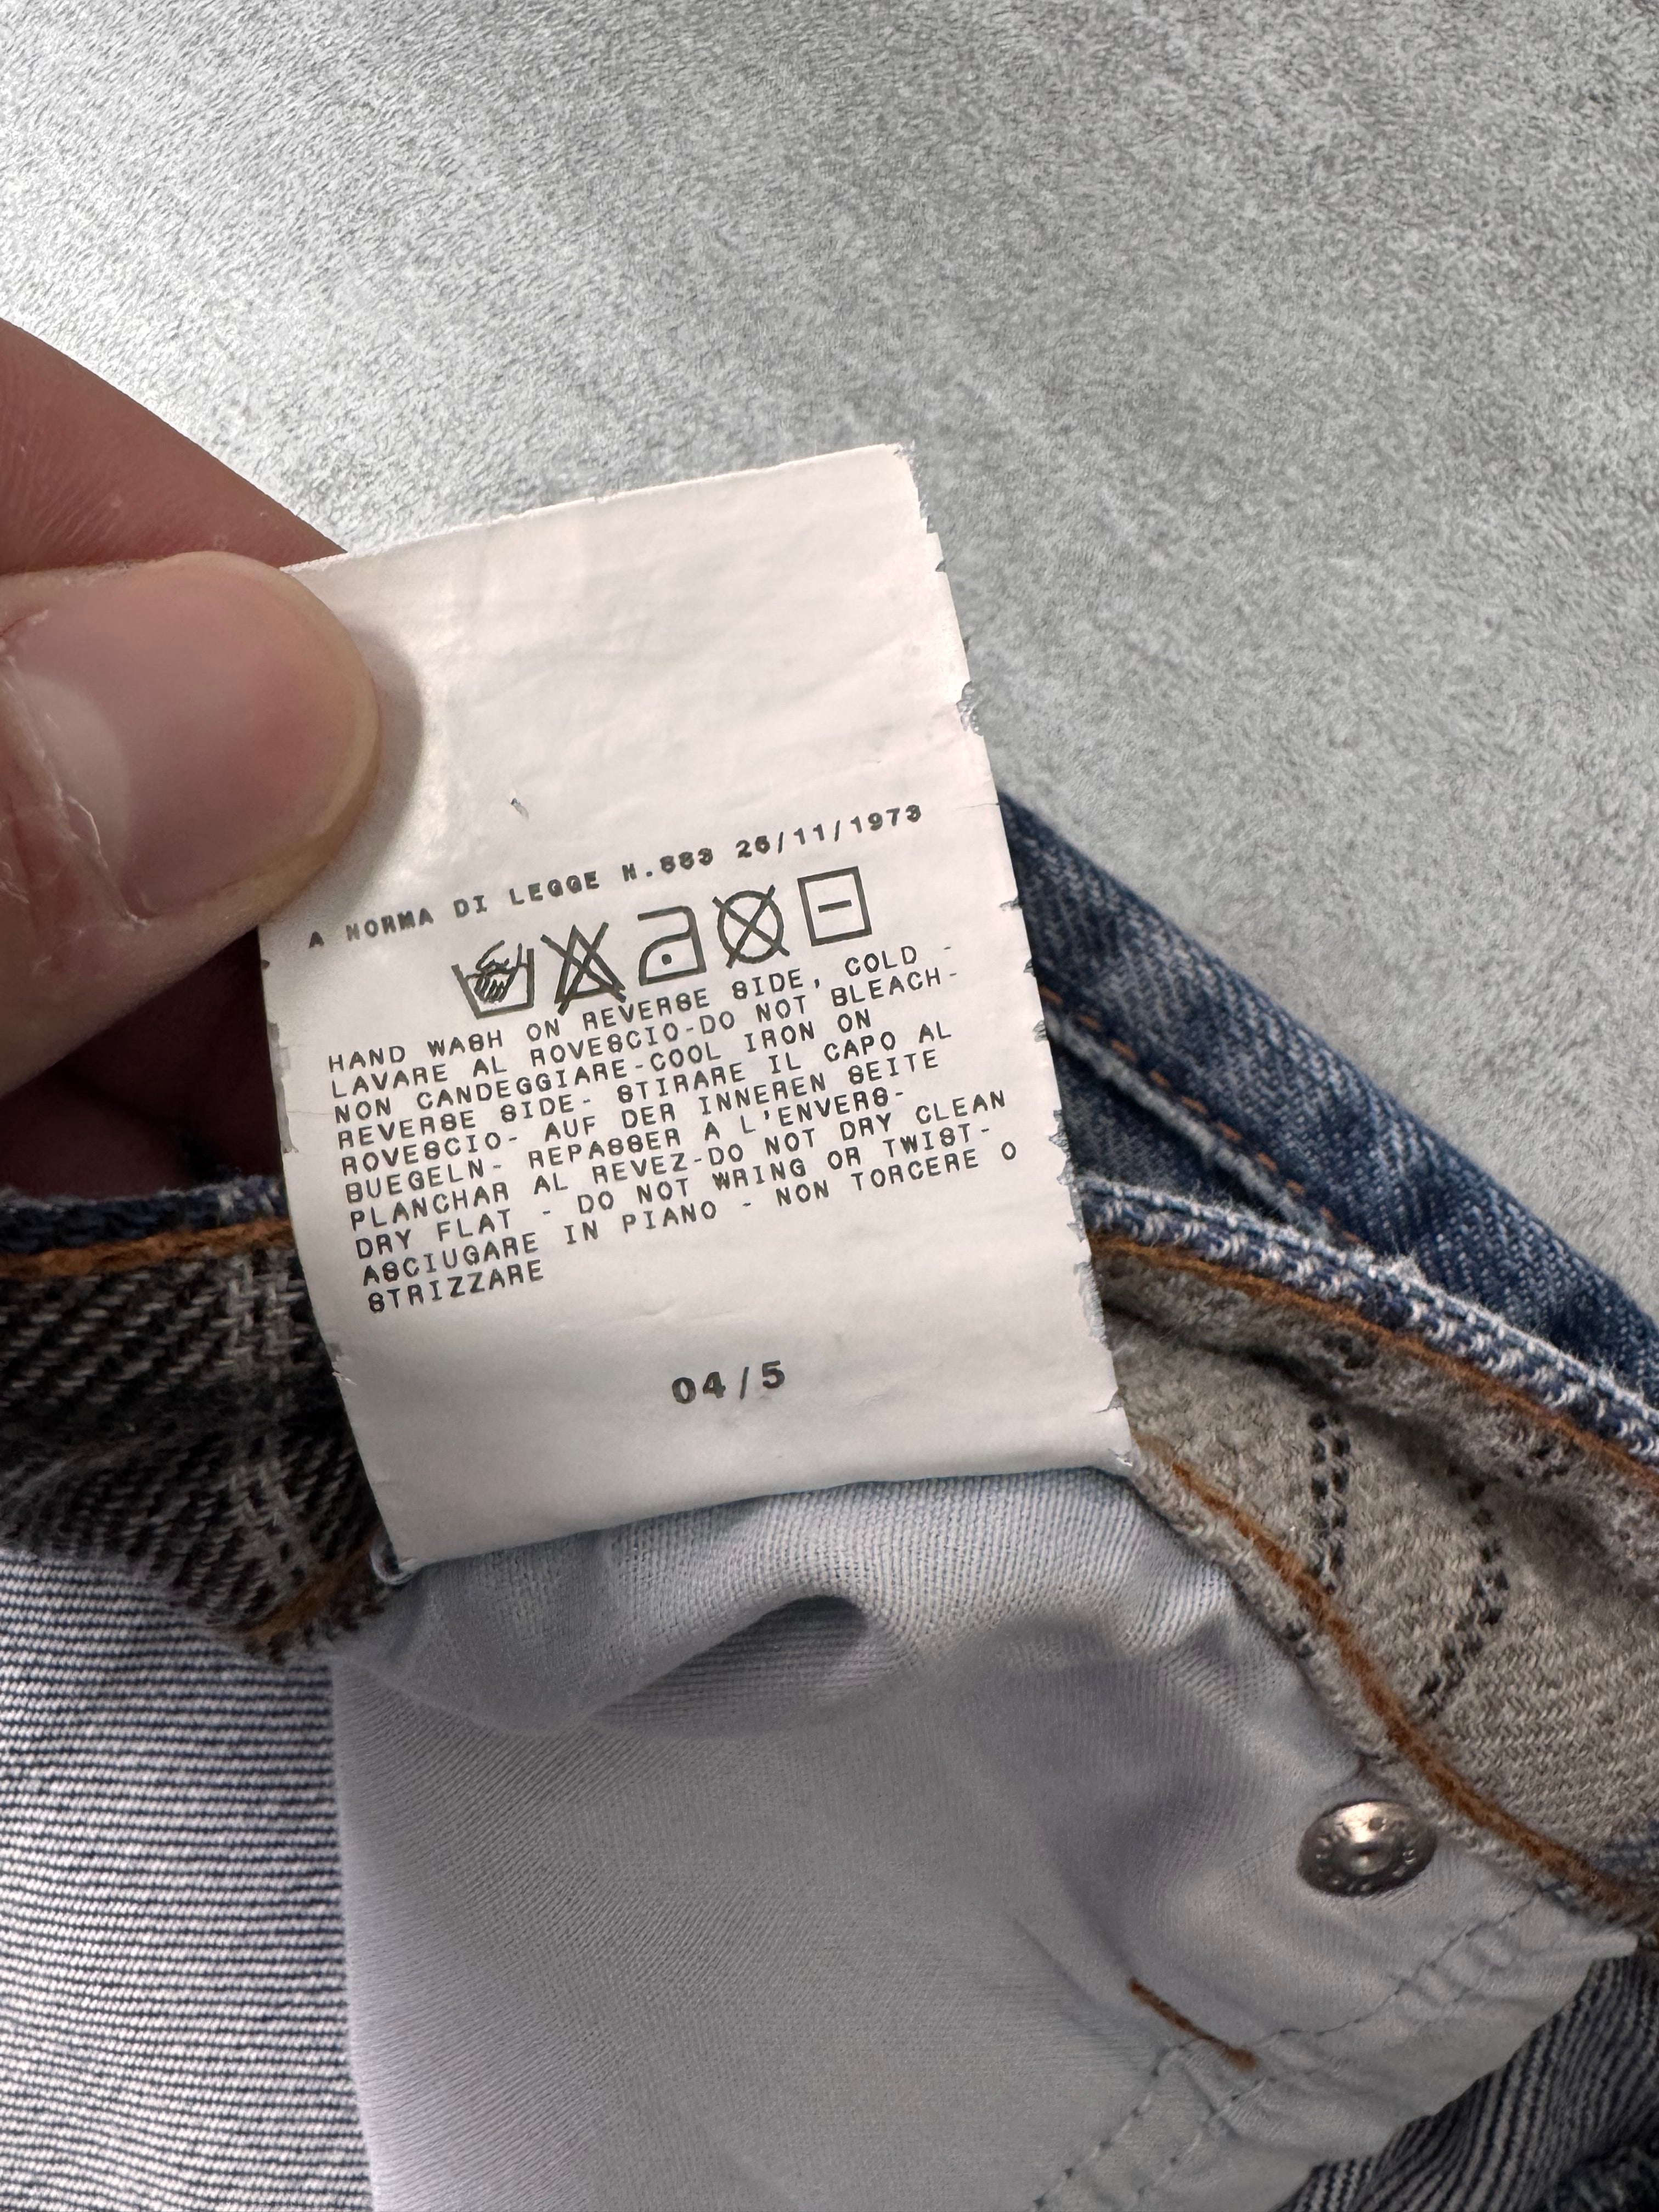 A NORMA DI LEGGE N.883 26/11/1973
HAND WASH ON REVERSE SIDE, COLD -
LAVARE AL ROVESCIO-DO NOT BLEACH-
NON CANDEGGIARE-COOL IRON ON
REVERSE SIDE- STIRARE IL CAPO AL
ROVESCIO- AUF DER INNEREN SEITE
BUEGELN- REPASSER A L'ENVERS-
PLANCHAR AL REVEZ-DO NOT DRY CLEAN
DRY FLAT - DO NOT WRING OR TWIST-
ASCIUGARE IN PIANO - NON TORCERE O
STRIZZARE
04/5